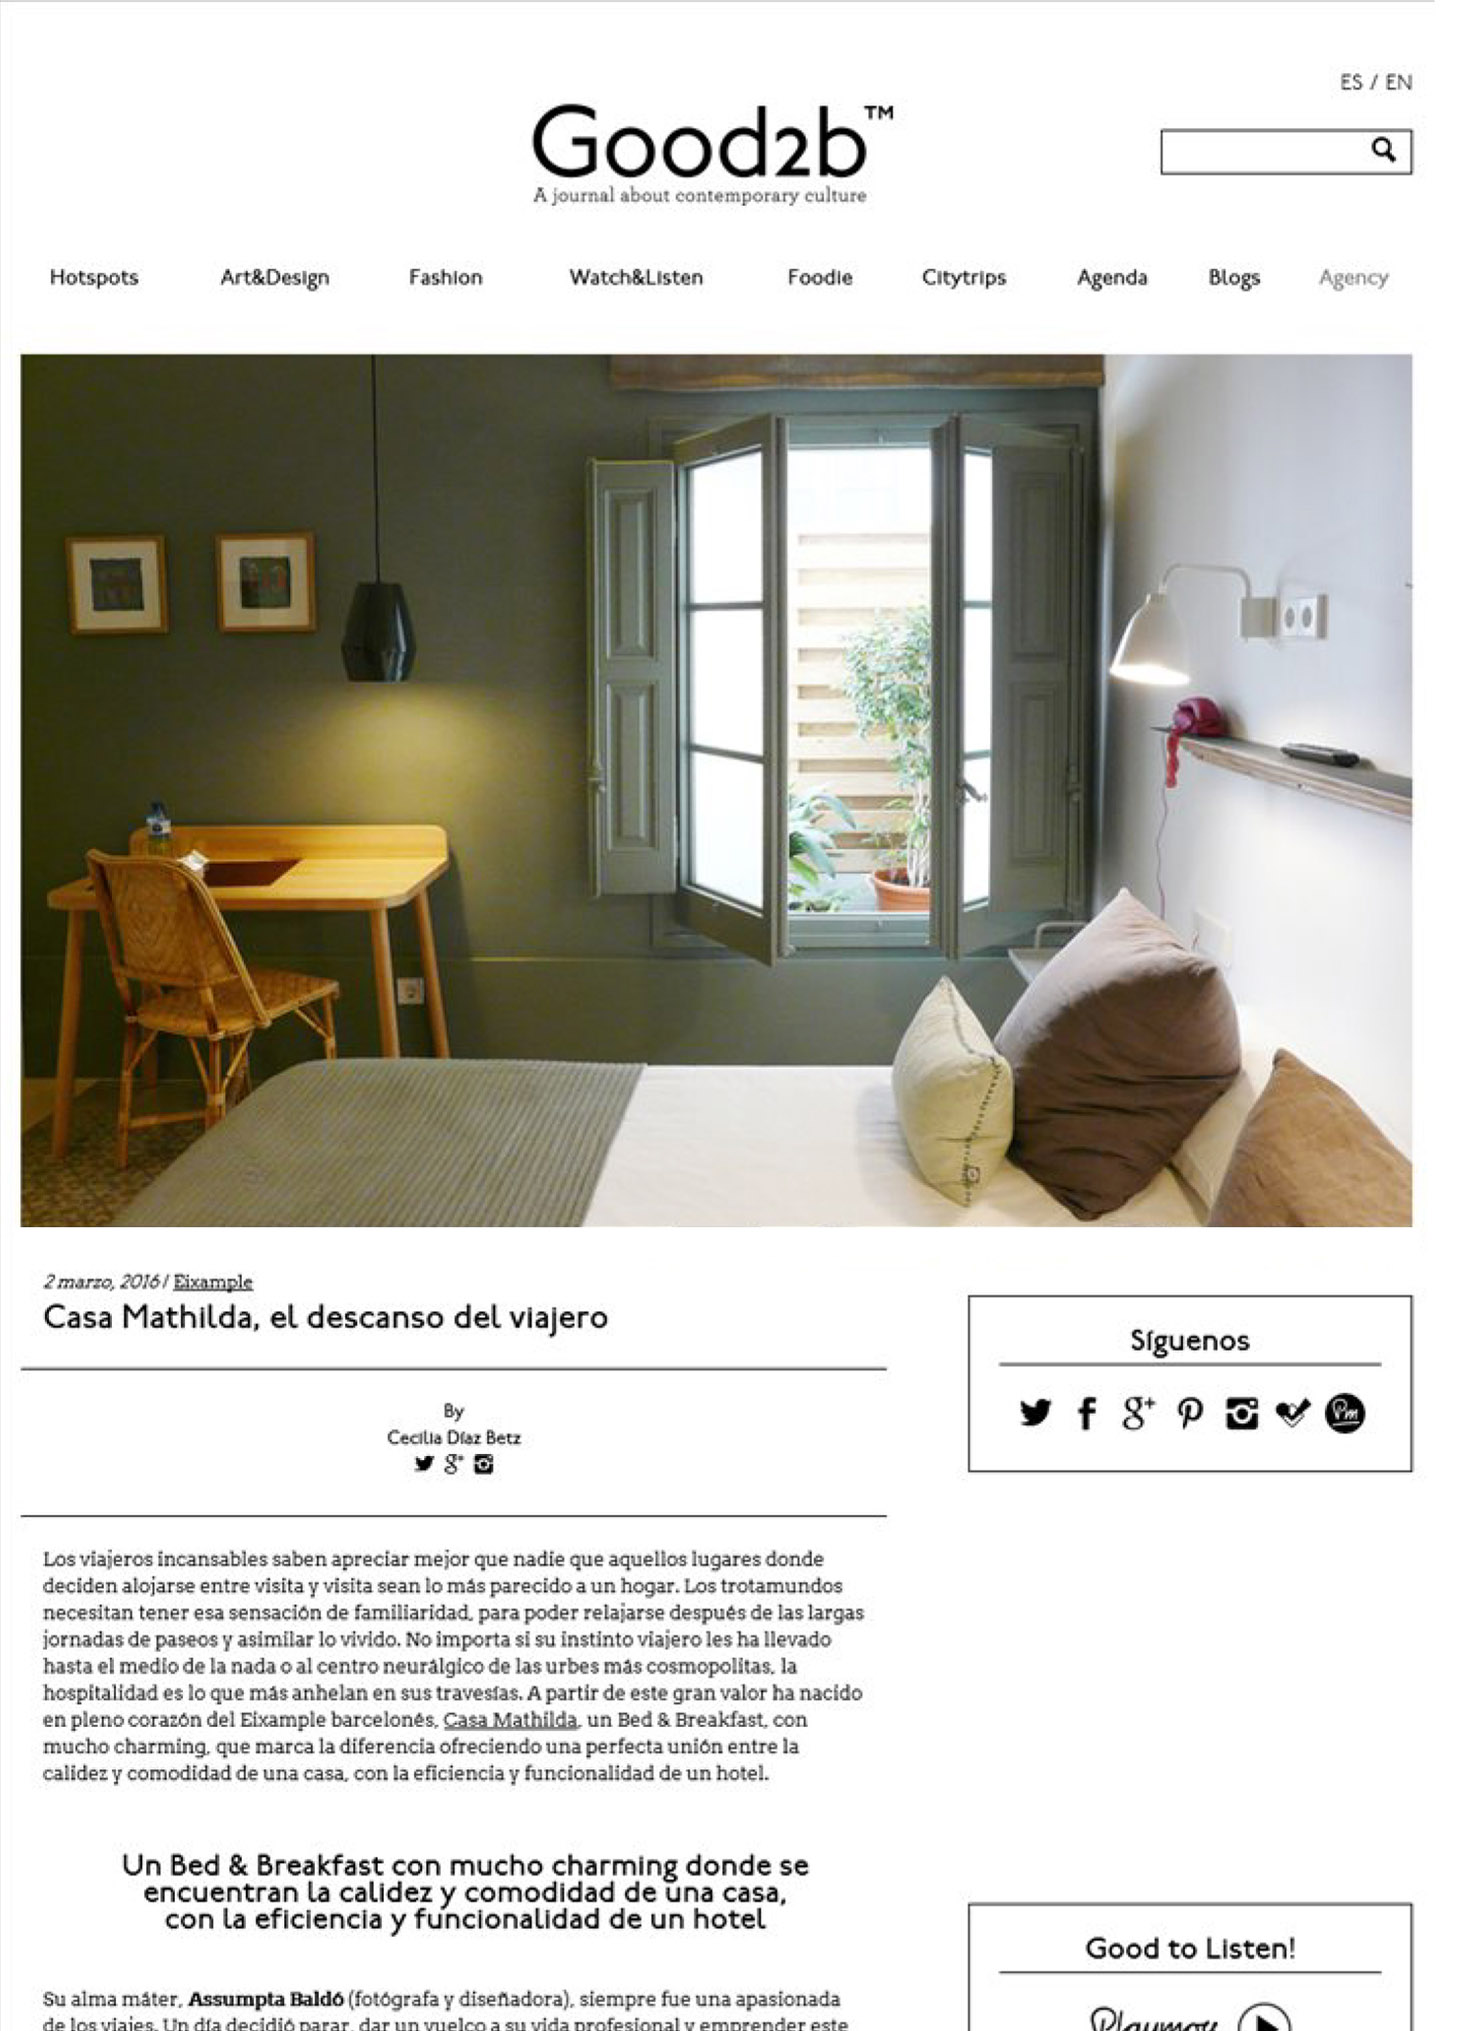 ES / EN
Good2b™
A journal about contemporary culture
Hotspots Art&Design Fashion Watch&Listen Foodie Citytrips Agenda Blogs Agency
2 marzo, 2016 / Eixample
Casa Mathilda, el descanso del viajero
Síguenos
By
Cecilia Díaz Betz
Los viajeros incansables saben apreciar mejor que nadie que aquellos lugares donde
deciden alojarse entre visita y visita sean lo más parecido a un hogar. Los trotamundos
necesitan tener esa sensación de familiaridad, para poder relajarse después de las largas
jornadas de paseos y asimilar lo vivido. No importa si su instinto viajero les ha llevado
hasta el medio de la nada o al centro neurálgico de las urbes más cosmopolitas, la
hospitalidad es lo que más anhelan en sus travesías. A partir de este gran valor ha nacido
en pleno corazón del Eixample barcelonés, Casa Mathilda, un Bed & Breakfast, con
mucho charming, que marca la diferencia ofreciendo una perfecta unión entre la
calidez y comodidad de una casa, con la eficiencia y funcionalidad de un hotel.
Un Bed & Breakfast con mucho charming donde se
encuentran la calidez y comodidad de una casa,
con la eficiencia y funcionalidad de un hotel
Good to Listen!
Playmoss
Su alma máter, Assumpta Baldó (fotógrafa y diseñadora), siempre fue una apasionada
de los viajes. Un día decidió parar, dar un vuelco a su vida profesional y emprender este